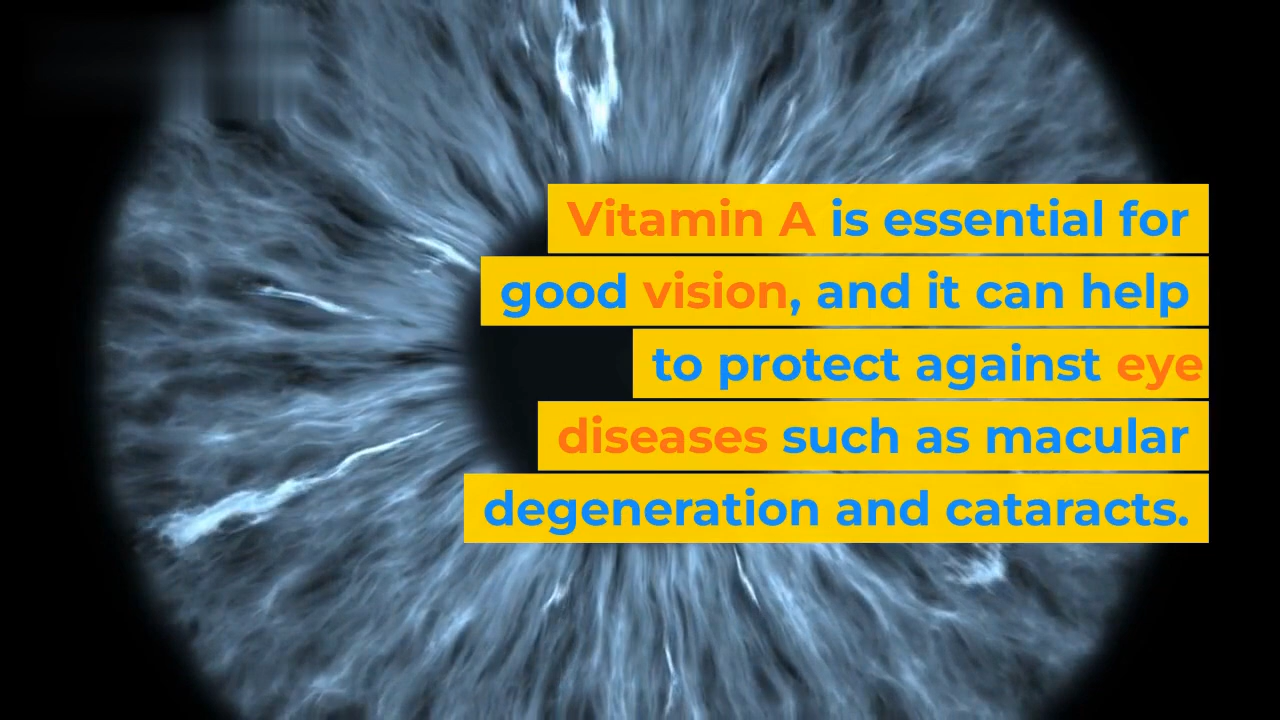 Vitamin A is essential for
good vision, and it can help
to protect against eye
diseases such as macular
degeneration and cataracts.